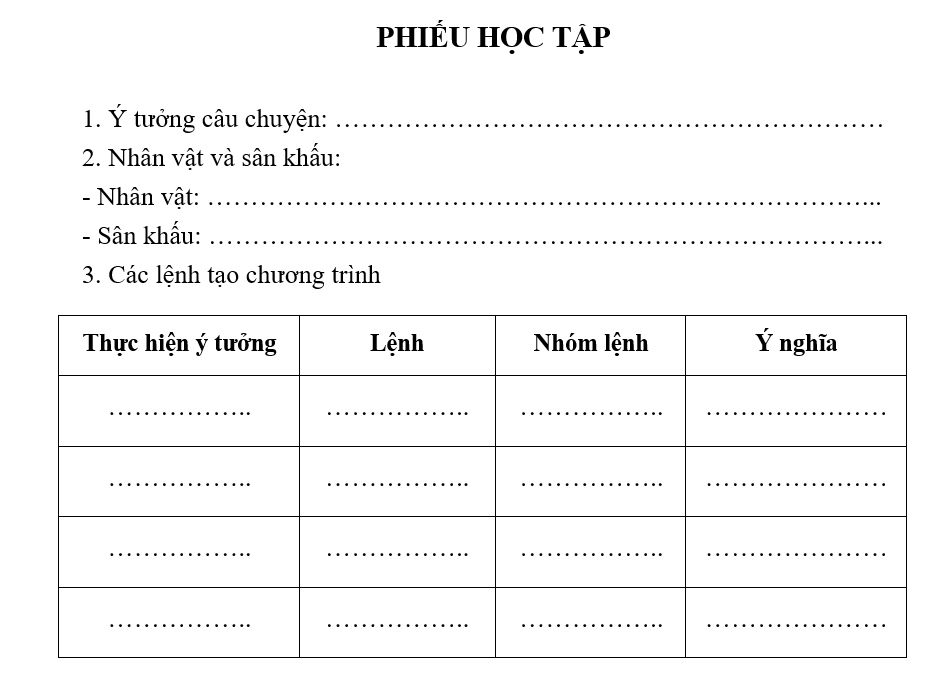 PHIẾU HỌC TẬP
1. Ý tưởng câu chuyện: ……………………………………………………
2. Nhân vật và sân khấu:
- Nhân vật: …………………………………………………………………...
- Sân khấu: …………………………………………………………………...
3. Các lệnh tạo chương trình
Thực hiện ý tưởng Lệnh Nhóm lệnh Ý nghĩa
…………….. …………….. …………….. …………………
…………….. …………….. …………….. …………………
…………….. …………….. …………….. …………………
…………….. …………….. …………….. …………………